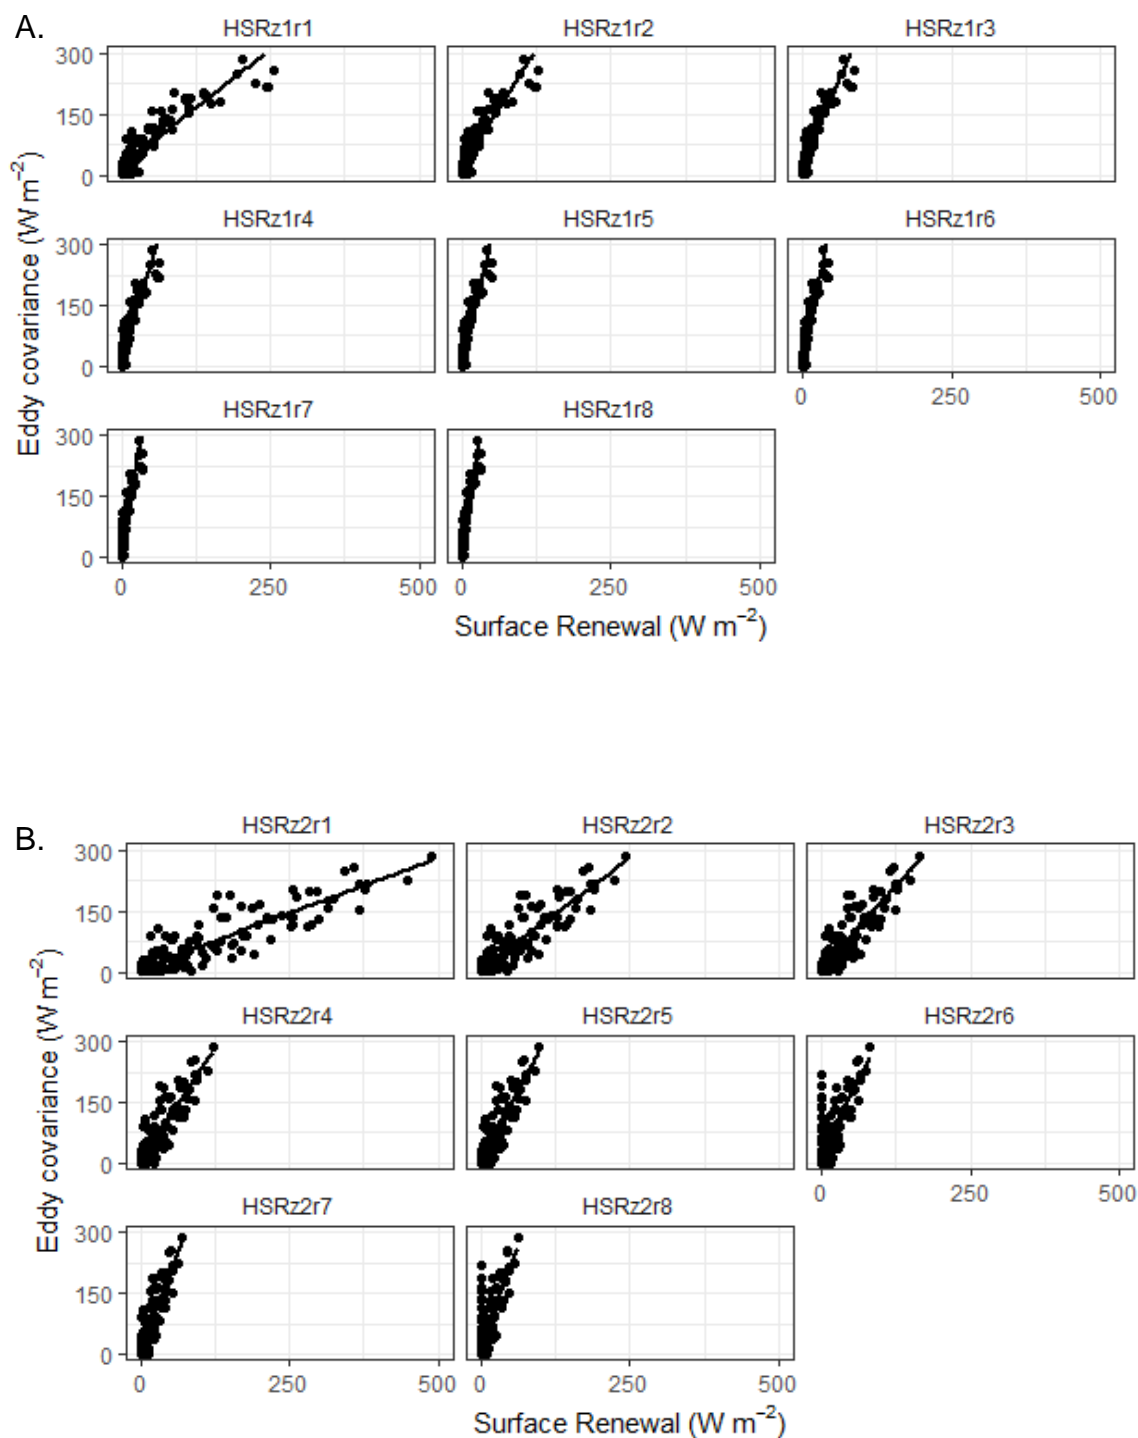 A.
HSRz1r1 HSRz1r2 HSRz1r3
300
150
0
HSRz1r4 HSRz1r5 HSRz1r6
300
150
0
0 250 500
HSRz1r7 HSRz1r8
300
150
0
0 250 500 0 250 500
Eddy covariance (W m⁻²)
Surface Renewal (W m⁻²)
B.
HSRz2r1 HSRz2r2 HSRz2r3
300
150
0
HSRz2r4 HSRz2r5 HSRz2r6
300
150
0
0 250 500
HSRz2r7 HSRz2r8
300
150
0
0 250 500 0 250 500
Eddy covariance (W m⁻²)
Surface Renewal (W m⁻²)